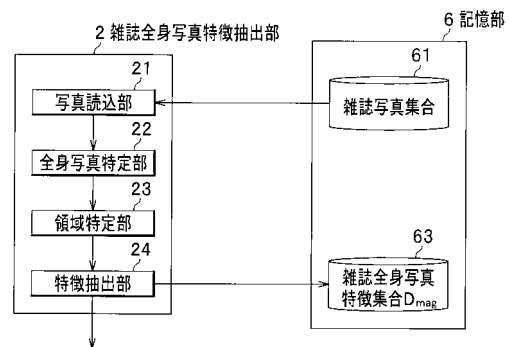 2 雑誌全身写真特徴抽出部
21
写真読込部
22
全身写真特定部
23
領域特定部
24
特徴抽出部
6 記憶部
61
雑誌写真集合
63
雑誌全身写真
特徴集合Dmag